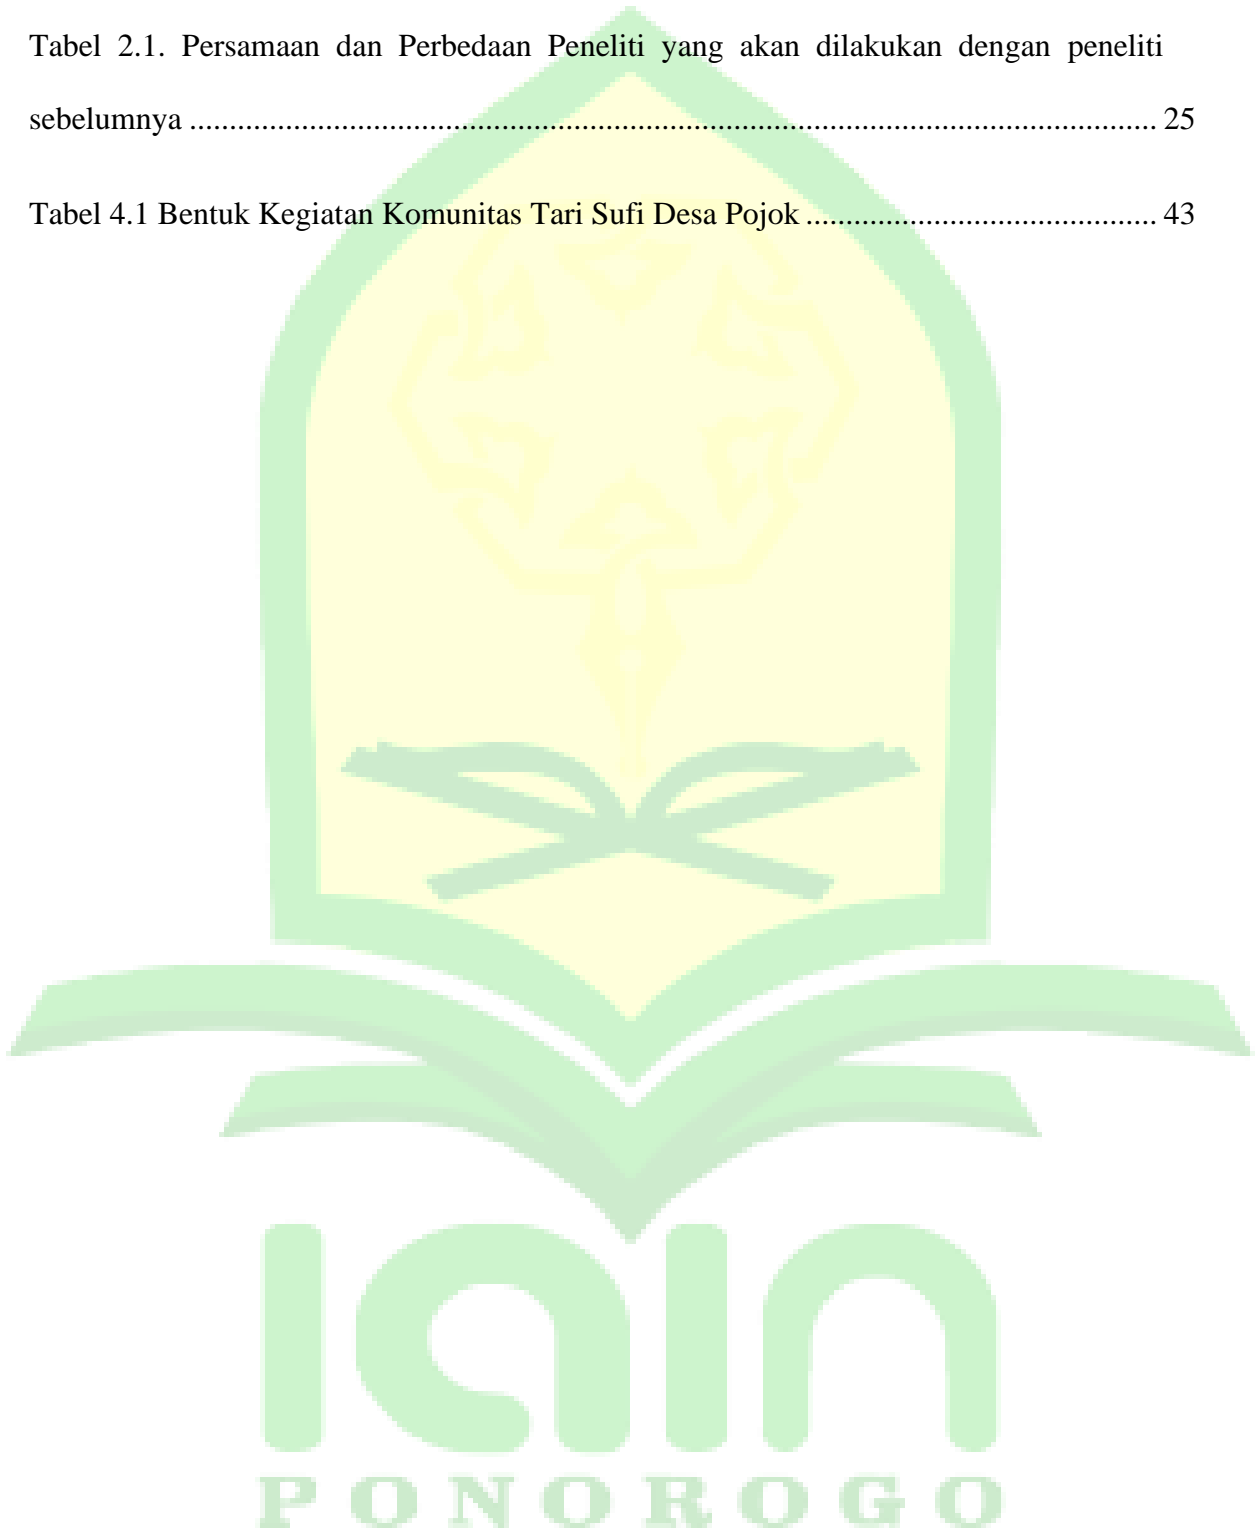 Tabel 2.1. Persamaan dan Perbedaan Peneliti yang akan dilakukan dengan peneliti
sebelumnya ........................................................................................................................ 25
Tabel 4.1 Bentuk Kegiatan Komunitas Tari Sufi Desa Pojok ............................................ 43
iain
PONOROGO